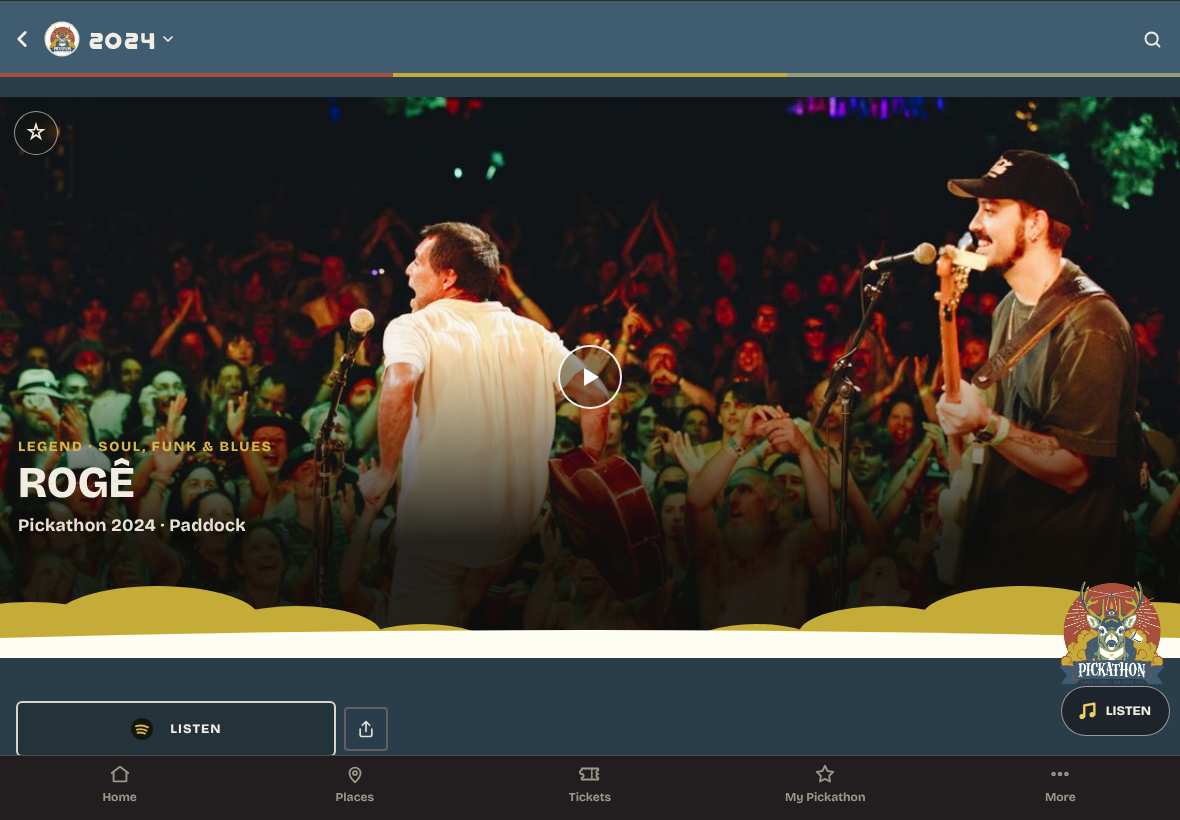 2024
LEGEND · SOUL, FUNK & BLUES
ROGÊ
Pickathon 2024 · Paddock
PICKATHON
LISTEN
LISTEN
Home
Places
Tickets
My Pickathon
More